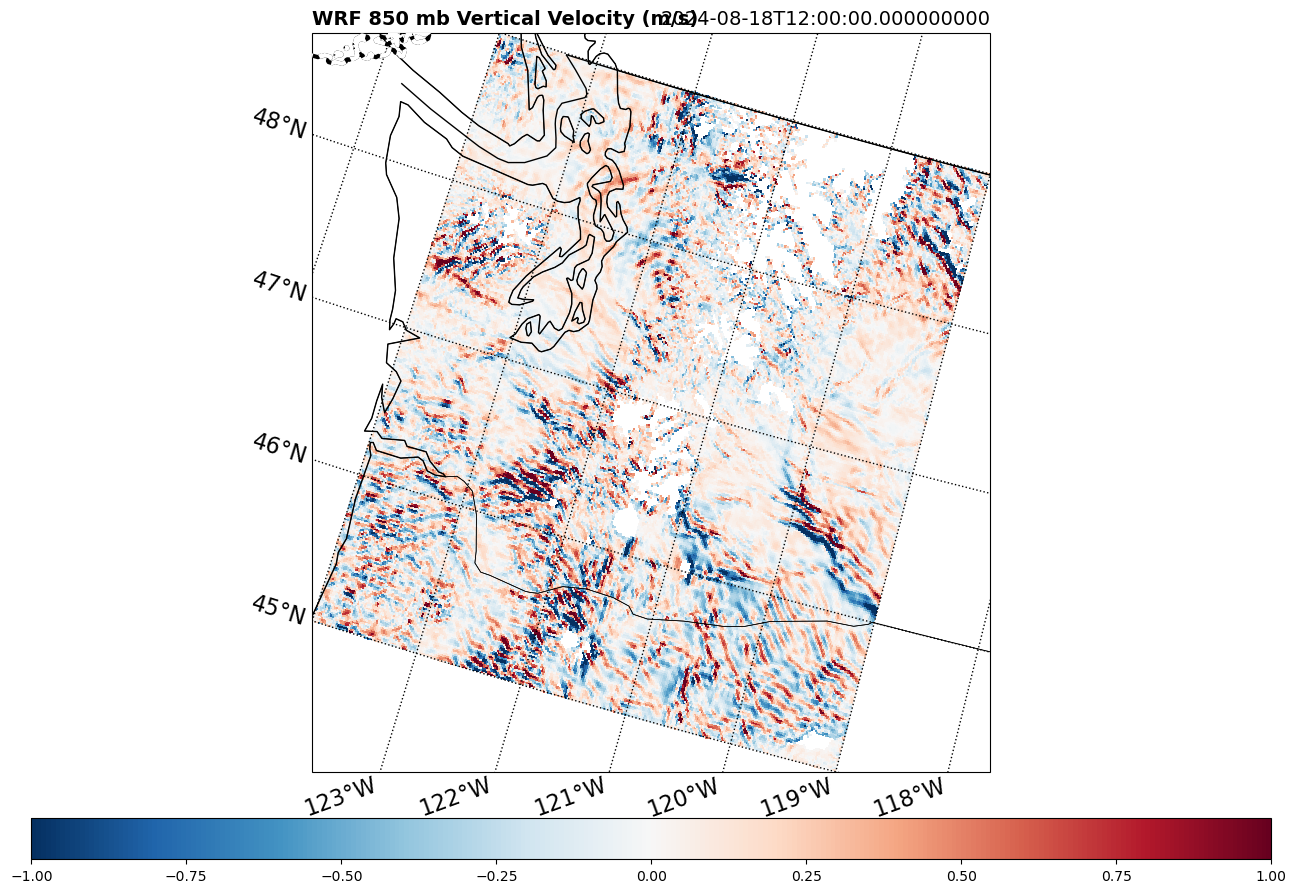 WRF 850 mb Vertical Velocity (m/s)
2024-08-18T12:00:00.000000000
48°N
47°N
46°N
45°N
123°W 122°W 121°W 120°W 119°W 118°W
−1.00 −0.75 −0.50 −0.25 0.00 0.25 0.50 0.75 1.00